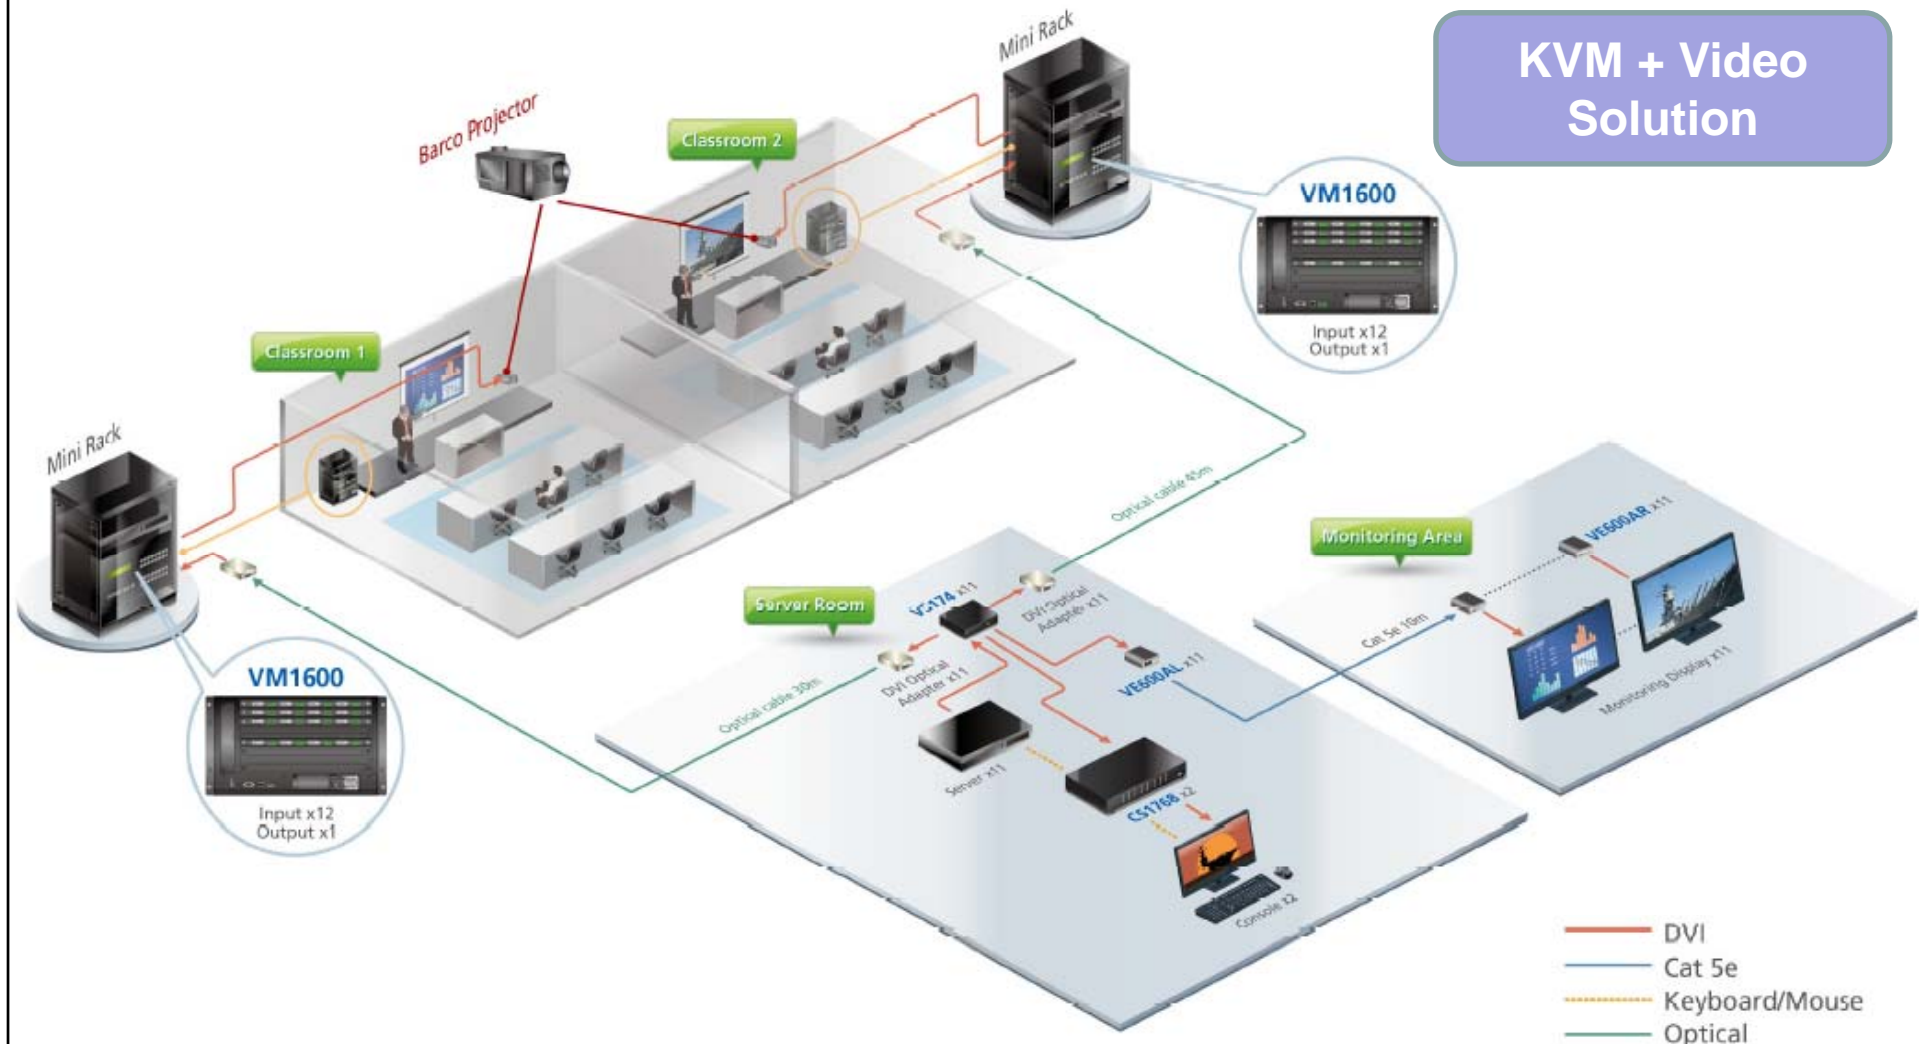 KVM + Video
Solution
Mini Rack
Barco Projector
Classroom 2
VM1600
Input x12
Output x1
Classroom 1
Mini Rack
Optical cable 45m
VE600AR x11
Monitoring Area
Server Room
x11
DVI Optical
Adapter x11
Cat 5e 10m
VE600AL x11
DVI Optical
Adapter x11
Monitoring Display x11
VM1600
Optical cable 30m
Server x11
CS1768 x2
Input x12
Output x1
Console x2
DVI
Cat 5e
Keyboard/Mouse
Optical